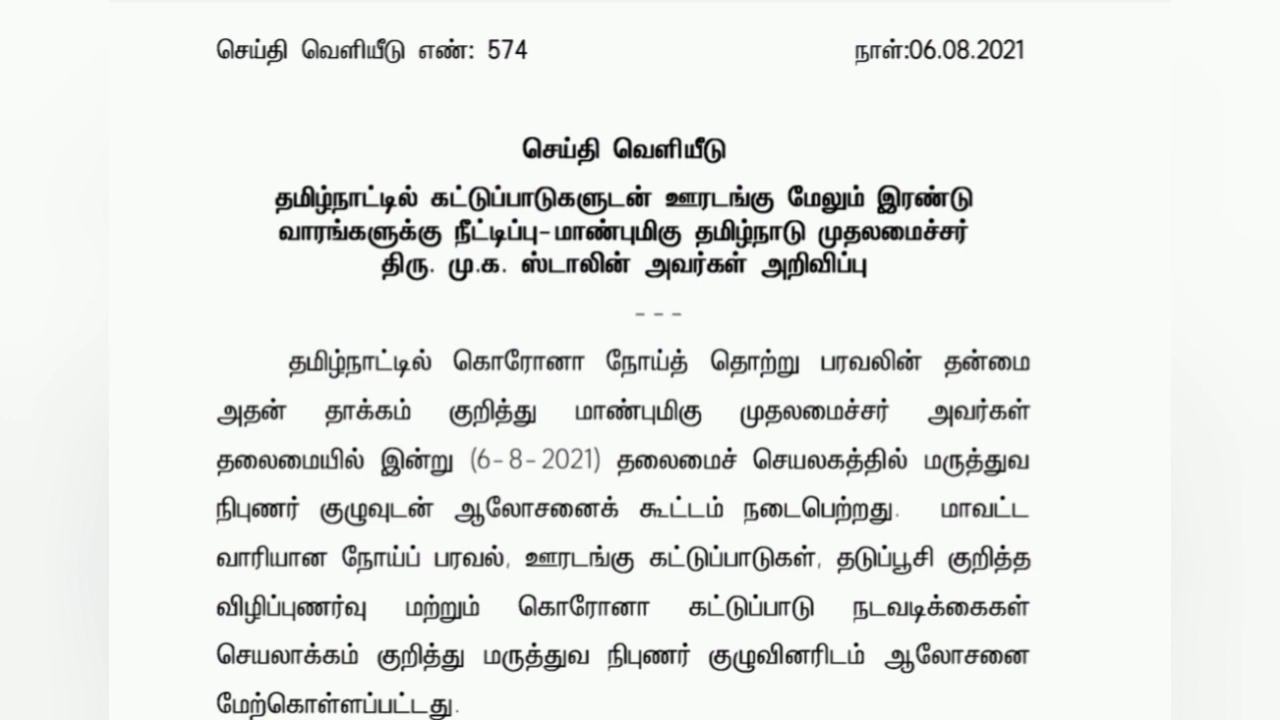 செய்தி வெளியீடு எண்: 574 நாள்:06.08.2021
செய்தி வெளியீடு
தமிழ்நாட்டில் கட்டுப்பாடுகளுடன் ஊரடங்கு மேலும் இரண்டு
வாரங்களுக்கு நீட்டிப்பு-மாண்புமிகு தமிழ்நாடு முதலமைச்சர்
திரு. மு.க. ஸ்டாலின் அவர்கள் அறிவிப்பு
---
தமிழ்நாட்டில் கொரோனா நோய்த் தொற்று பரவலின் தன்மை
அதன் தாக்கம் குறித்து மாண்புமிகு முதலமைச்சர் அவர்கள்
தலைமையில் இன்று (6-8-2021) தலைமைச் செயலகத்தில் மருத்துவ
நிபுணர் குழுவுடன் ஆலோசனைக் கூட்டம் நடைபெற்றது. மாவட்ட
வாரியான நோய்ப் பரவல், ஊரடங்கு கட்டுப்பாடுகள், தடுப்பூசி குறித்த
விழிப்புணர்வு மற்றும் கொரோனா கட்டுப்பாடு நடவடிக்கைகள்
செயலாக்கம் குறித்து மருத்துவ நிபுணர் குழுவினரிடம் ஆலோசனை
மேற்கொள்ளப்பட்டது.